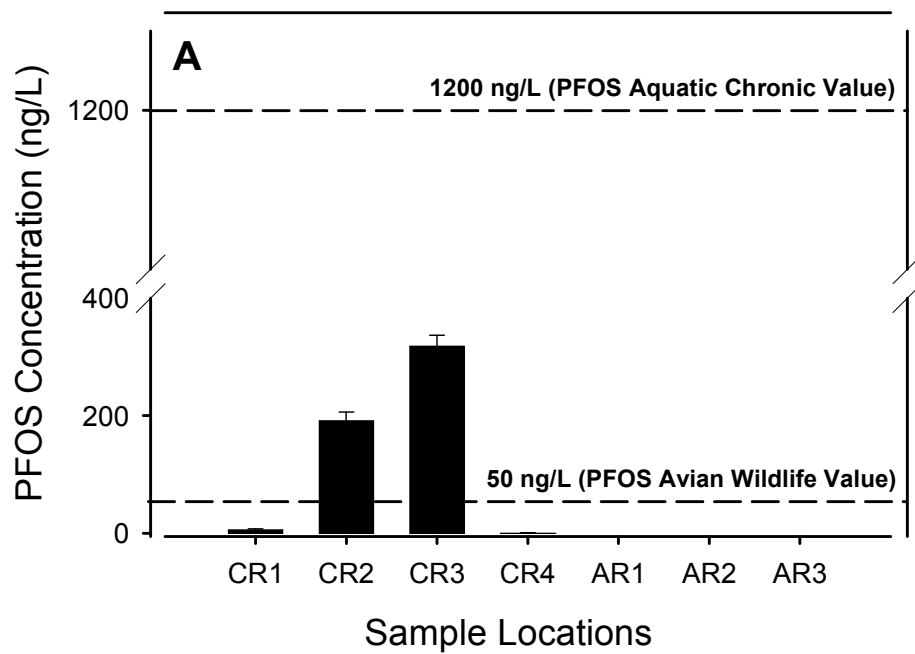 A
1200 ng/L (PFOS Aquatic Chronic Value)
1200
PFOS Concentration (ng/L)
400
200
50 ng/L (PFOS Avian Wildlife Value)
0
CR1 CR2 CR3 CR4 AR1 AR2 AR3
Sample Locations